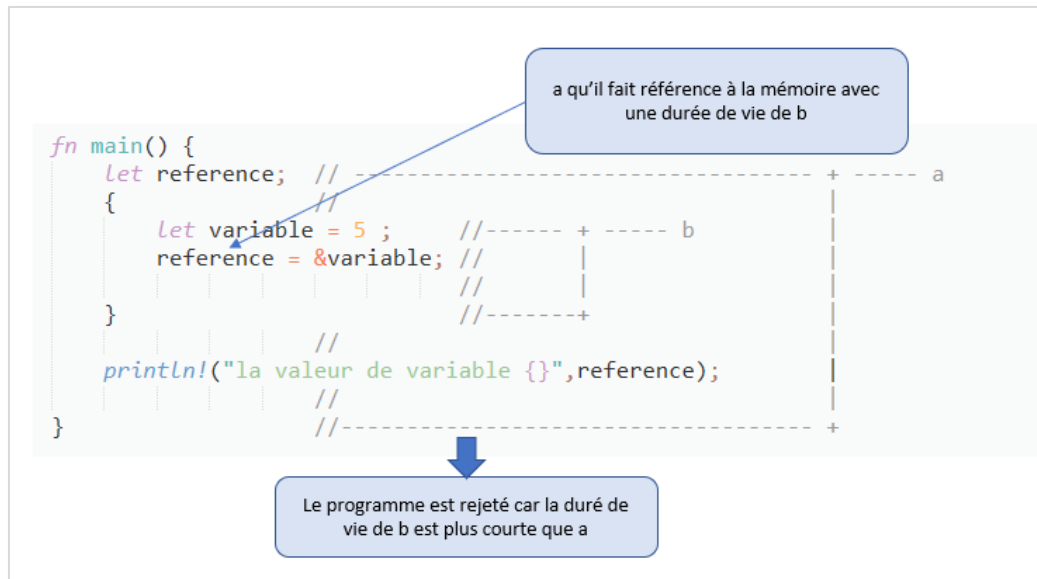 a qu'il fait référence à la mémoire avec
une durée de vie de b
fn main() {
let reference; // ----------------------------------- + ----- a
{ // |
let variable = 5 ; //------ + ----- b |
reference = &variable; // | |
// | |
} //-------+ |
// |
println!("la valeur de variable {}",reference); |
// |
} //------------------------------------ +
Le programme est rejeté car la duré de
vie de b est plus courte que a